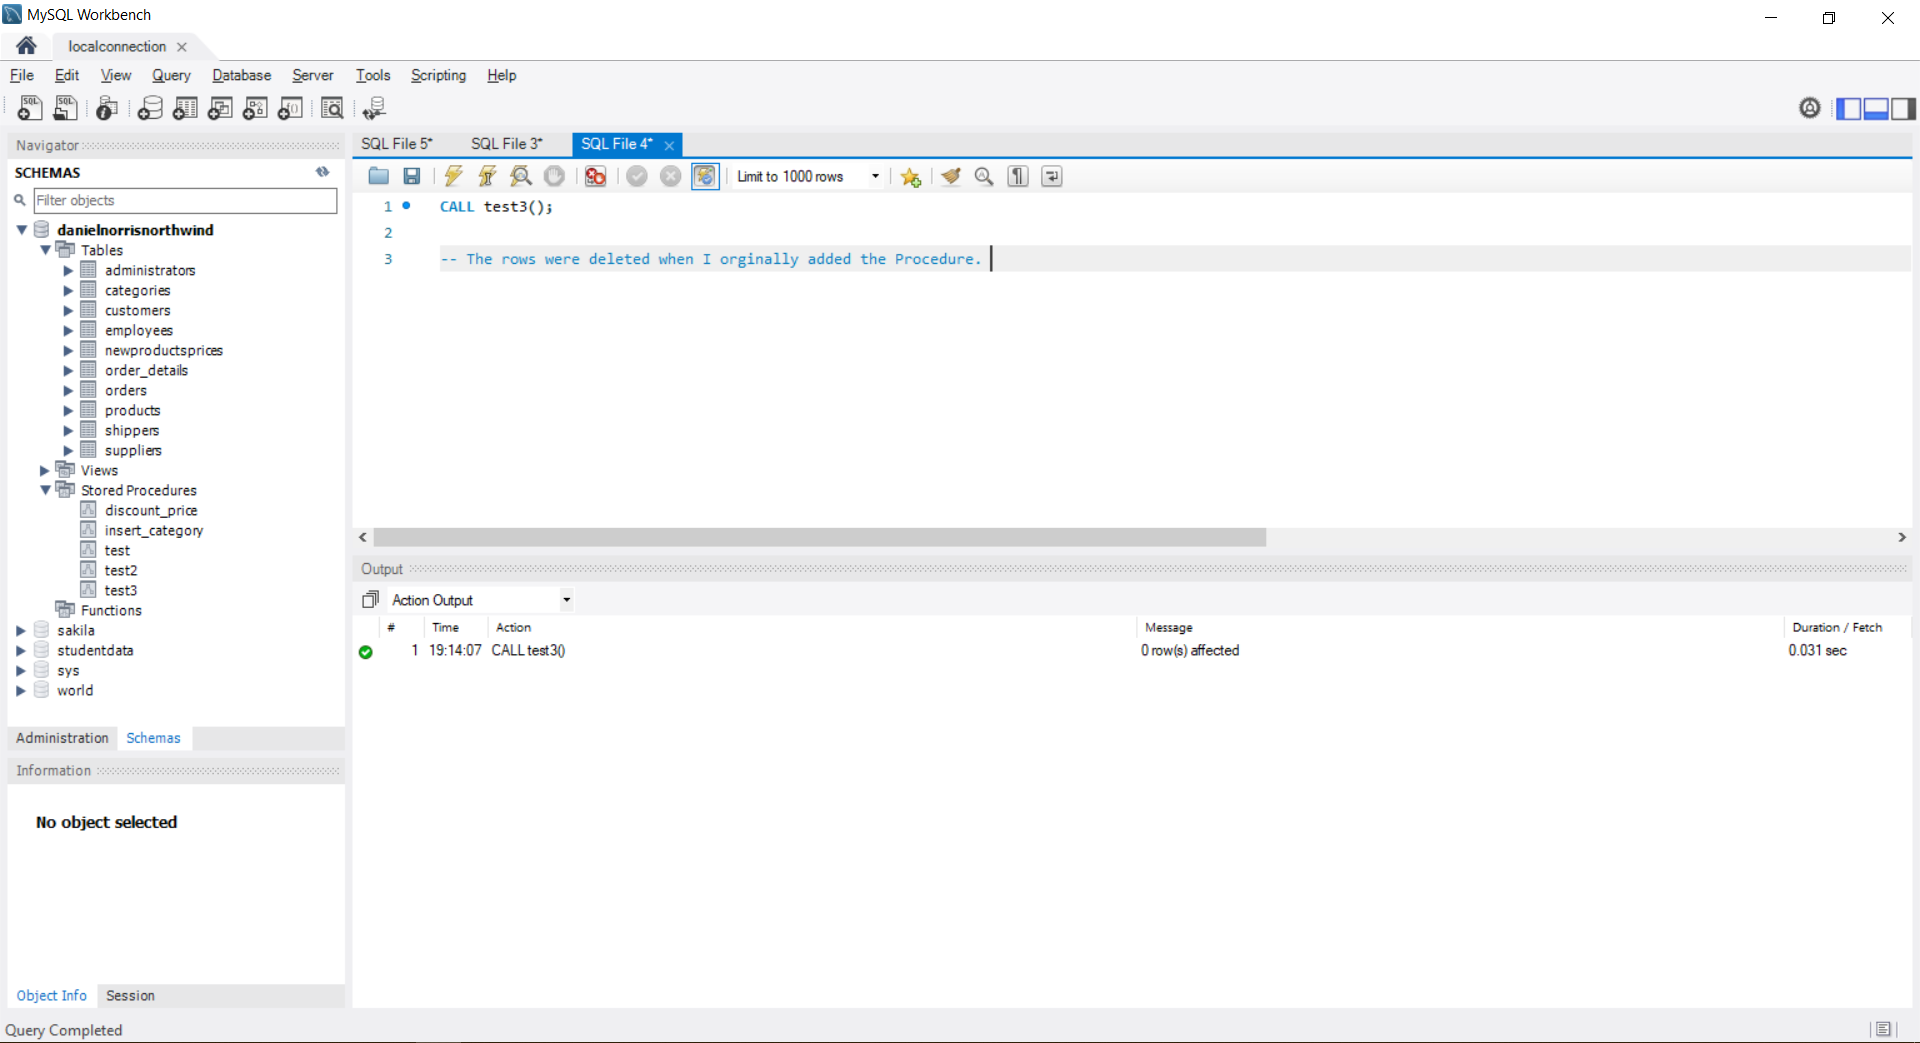 MySQL Workbench
localconnection
File Edit View Query Database Server Tools Scripting Help
Navigator
SCHEMAS
Filter objects
danielnorrisnorthwind
Tables
administrators
categories
customers
employees
newproductsprices
order_details
orders
products
shippers
suppliers
Views
Stored Procedures
discount_price
insert_category
test
test2
test3
Functions
sakila
studentdata
sys
world
Administration Schemas
Information
No object selected
Object Info Session
SQL File 5* SQL File 3* SQL File 4*
Limit to 1000 rows
1 CALL test3();
2
3 -- The rows were deleted when I orginally added the Procedure.
Output
Action Output
# Time Action Message Duration / Fetch
1 19:14:07 CALL test3() 0 row(s) affected 0.031 sec
Query Completed